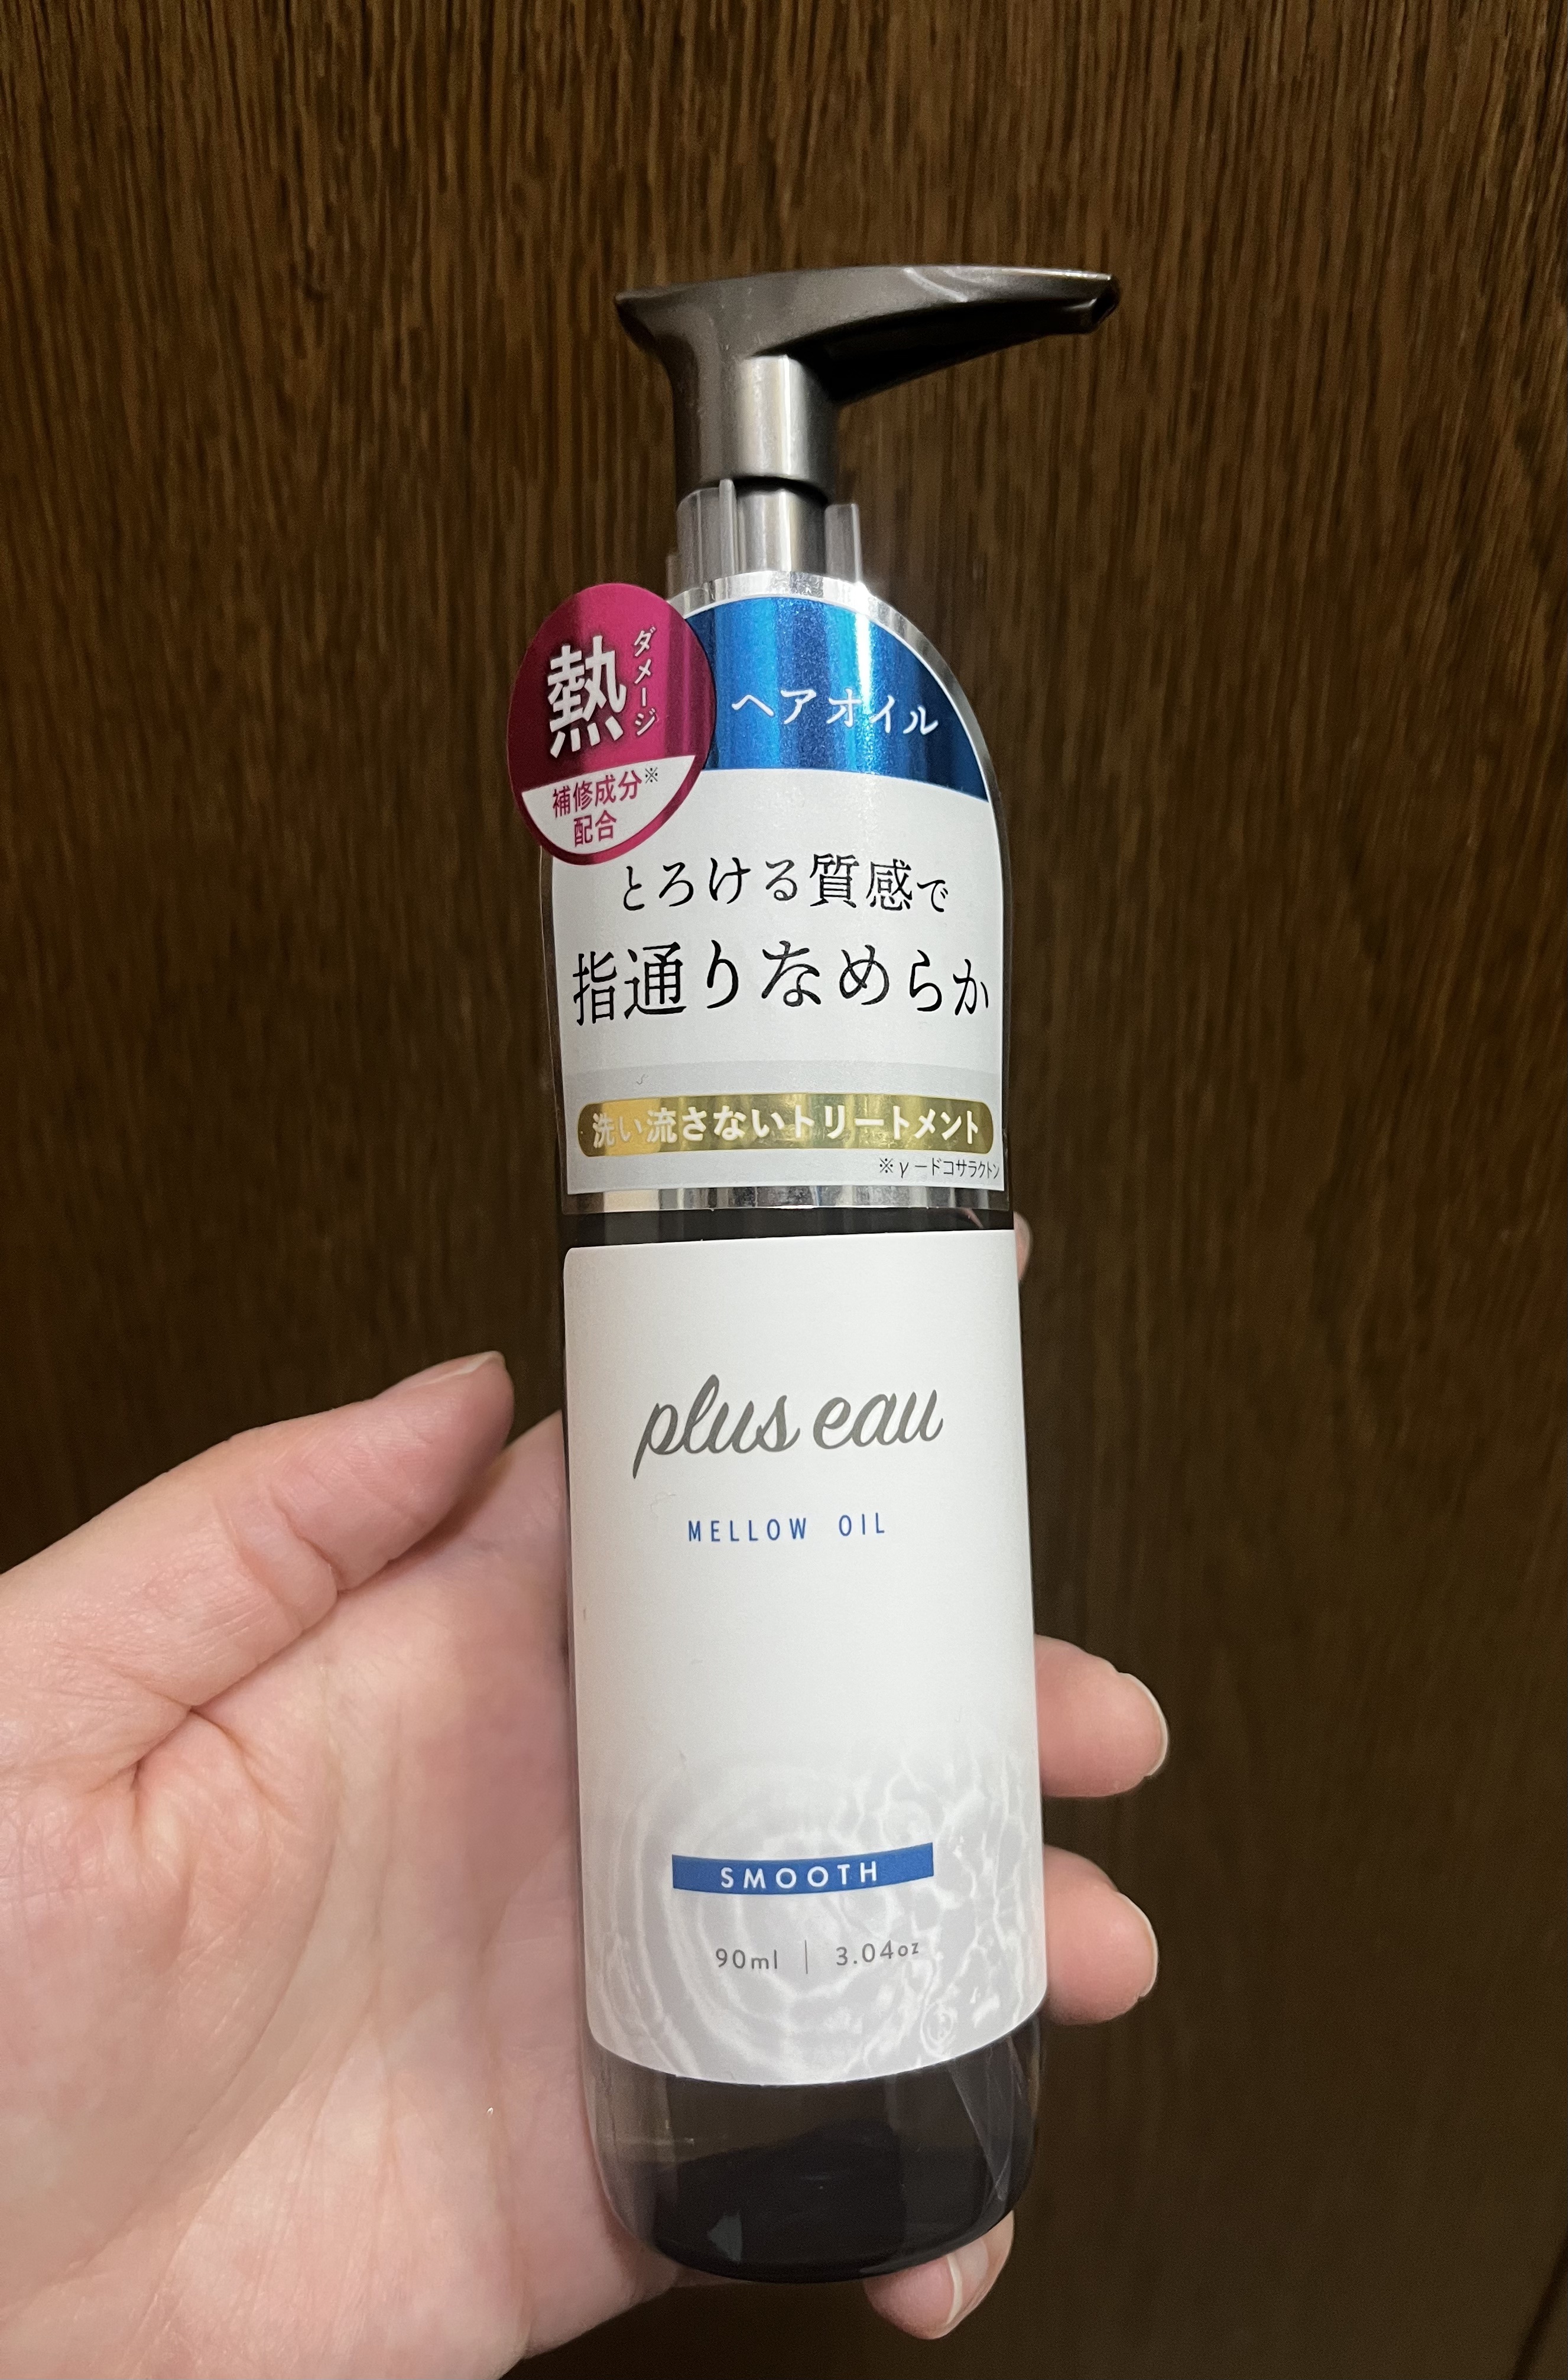 熱ダメージ
補修成分※
配合
ヘアオイル
とろける質感で
指通りなめらか
洗い流さないトリートメント
※γードコサラクトン
plus eau
MELLOW OIL
SMOOTH
90ml | 3.04oz